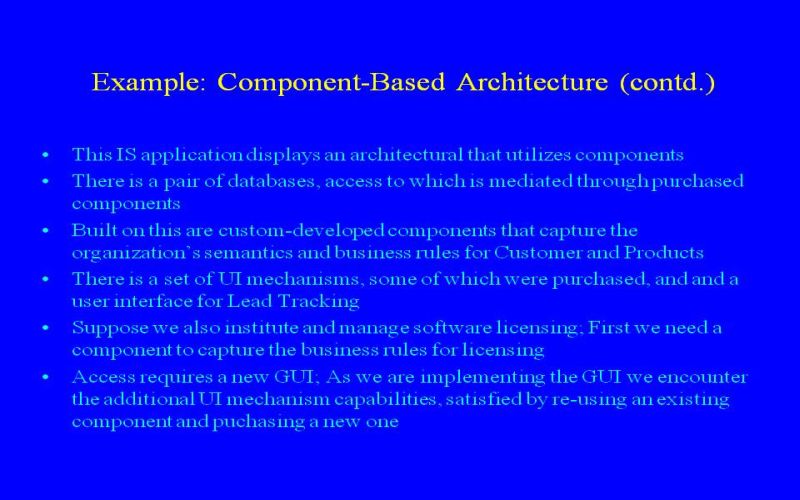 Example: Component-Based Architecture (contd.)
• This IS application displays an architectural that utilizes components
• There is a pair of databases, access to which is mediated through purchased
components
• Built on this are custom-developed components that capture the
organization`s semantics and business rules for Customer and Products
• There is a set of UI mechanisms, some of which were purchased, and and a
user interface for Lead Tracking
• Suppose we also institute and manage software licensing; First we need a
component to capture the business rules for licensing
• Access requires a new GUI; As we are implementing the GUI we encounter
the additional UI mechanism capabilities, satisfied by re-using an existing
component and puchasing a new one